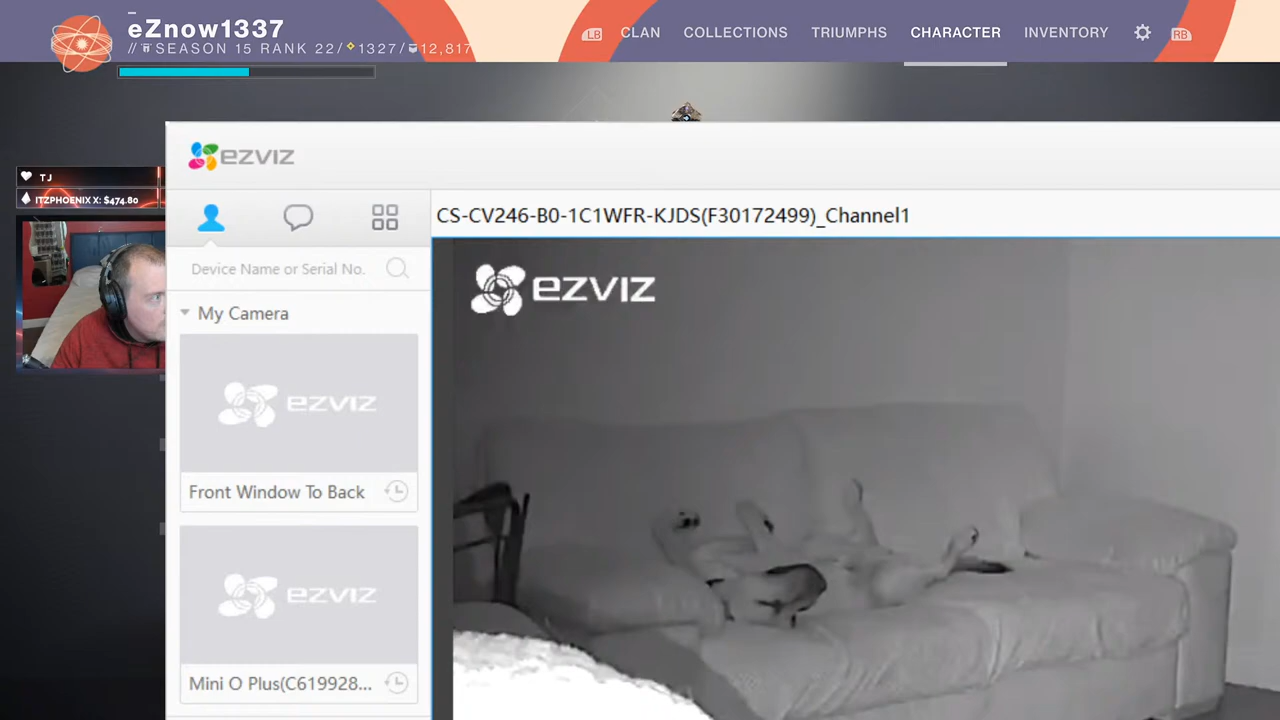 eZnow1337
// SEASON 15 RANK 22/ 1327/ 12,817
LB CLAN COLLECTIONS TRIUMPHS CHARACTER INVENTORY RB
TJ
ITZPHOENIX X: $474.80
ezviz
CS-CV246-B0-1C1WFR-KJDS(F30172499)_Channel1
Device Name or Serial No.
My Camera
ezviz
Front Window To Back
ezviz
Mini O Plus(C619928...
ezviz